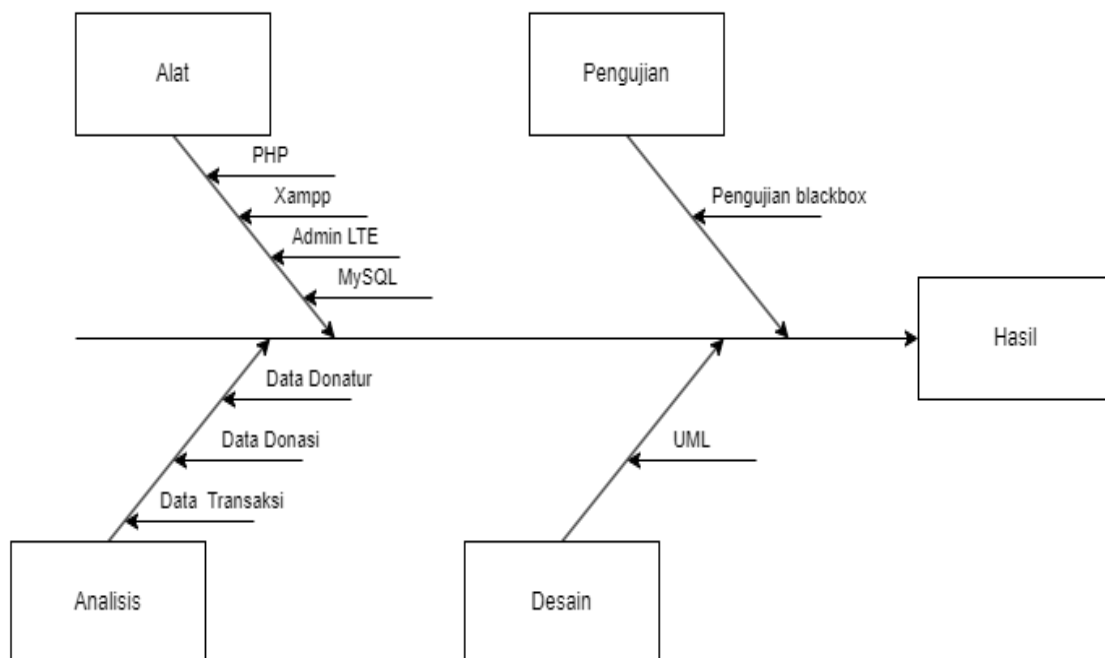 Alat
Pengujian
PHP
Xampp
Admin LTE
MySQL
Pengujian blackbox
Hasil
Data Donatur
Data Donasi
Data Transaksi
UML
Analisis
Desain